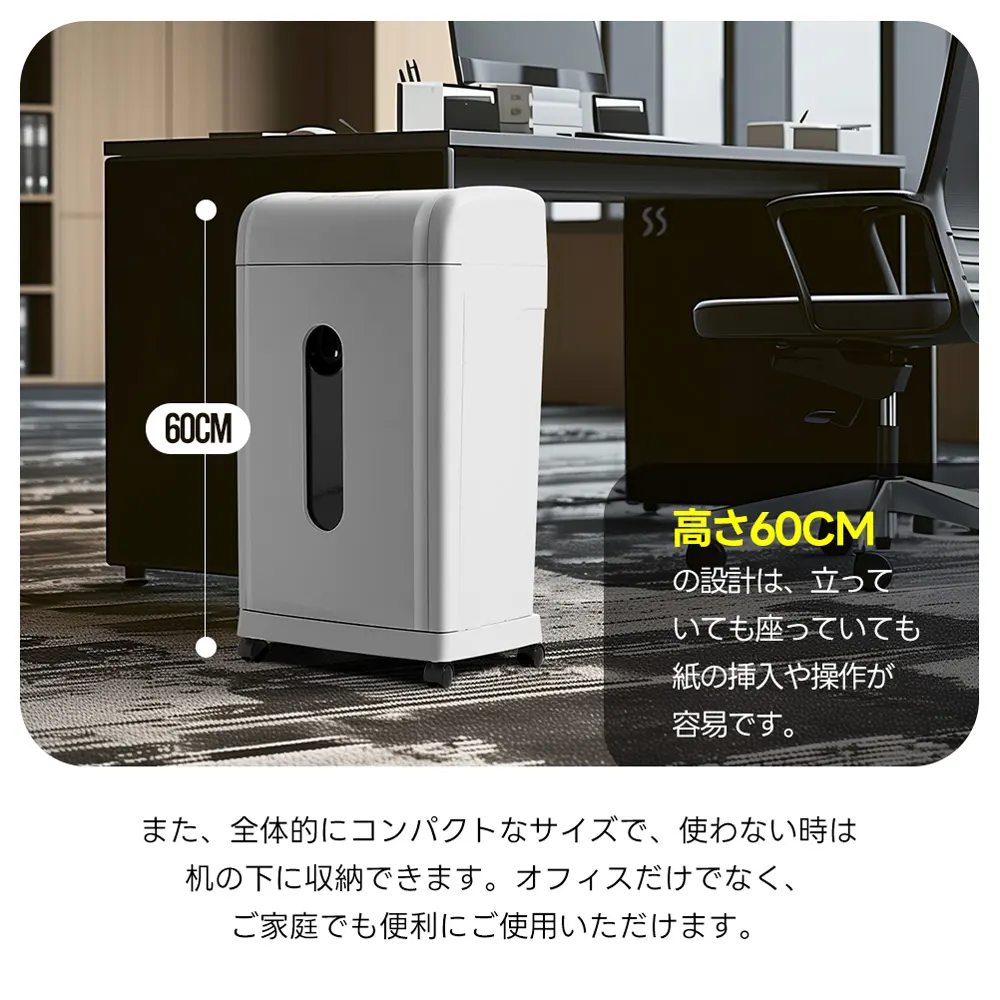 60CM
高さ60CM
の設計は、立って
いても座っていても
紙の挿入や操作が
容易です。
また、全体的にコンパクトなサイズで、使わない時は
机の下に収納できます。オフィスだけでなく、
ご家庭でも便利にご使用いただけます。